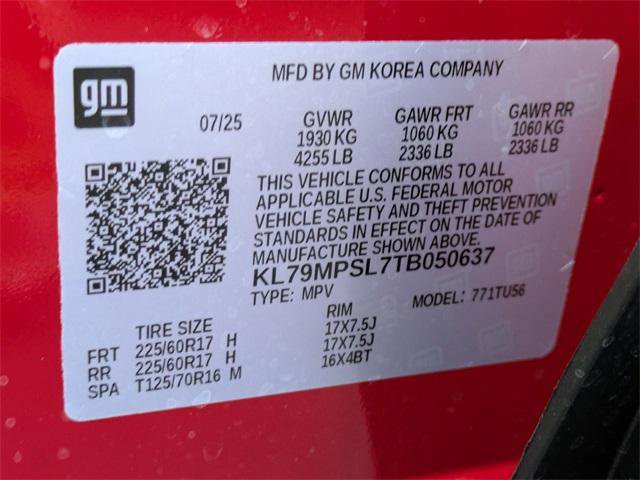 gm
MFD BY GM KOREA COMPANY
07/25 GVWR GAWR FRT GAWR RR
1930 KG 1060 KG 1060 KG
4255 LB 2336 LB 2336 LB
THIS VEHICLE CONFORMS TO ALL
APPLICABLE U.S. FEDERAL MOTOR
VEHICLE SAFETY AND THEFT PREVENTION
STANDARDS IN EFFECT ON THE DATE OF
MANUFACTURE SHOWN ABOVE.
KL79MPSL7TB050637
TYPE: MPV MODEL: 771TU56
TIRE SIZE RIM
FRT 225/60R17 H 17X7.5J
RR 225/60R17 H 17X7.5J
SPA T125/70R16 M 16X4BT